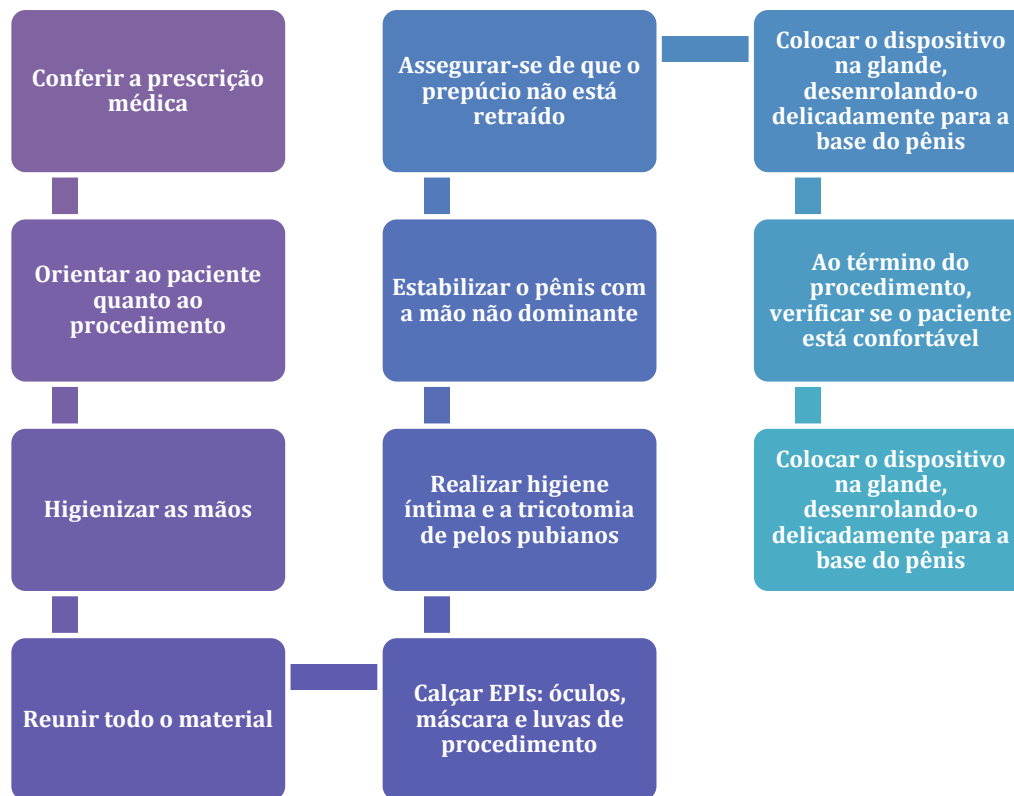 Conferir a prescrição
médica
Orientar ao paciente
quanto ao
procedimento
Higienizar as mãos
Reunir todo o material
Calçar EPIs: óculos,
máscara e luvas de
procedimento
Realizar higiene
íntima e a tricotomia
de pelos pubianos
Estabilizar o pênis com
a mão não dominante
Assegurar-se de que o
prepúcio não está
retraído
Colocar o dispositivo
na glande,
desenrolando-o
delicadamente para a
base do pênis
Ao término do
procedimento,
verificar se o paciente
está confortável
Colocar o dispositivo
na glande,
desenrolando-o
delicadamente para a
base do pênis